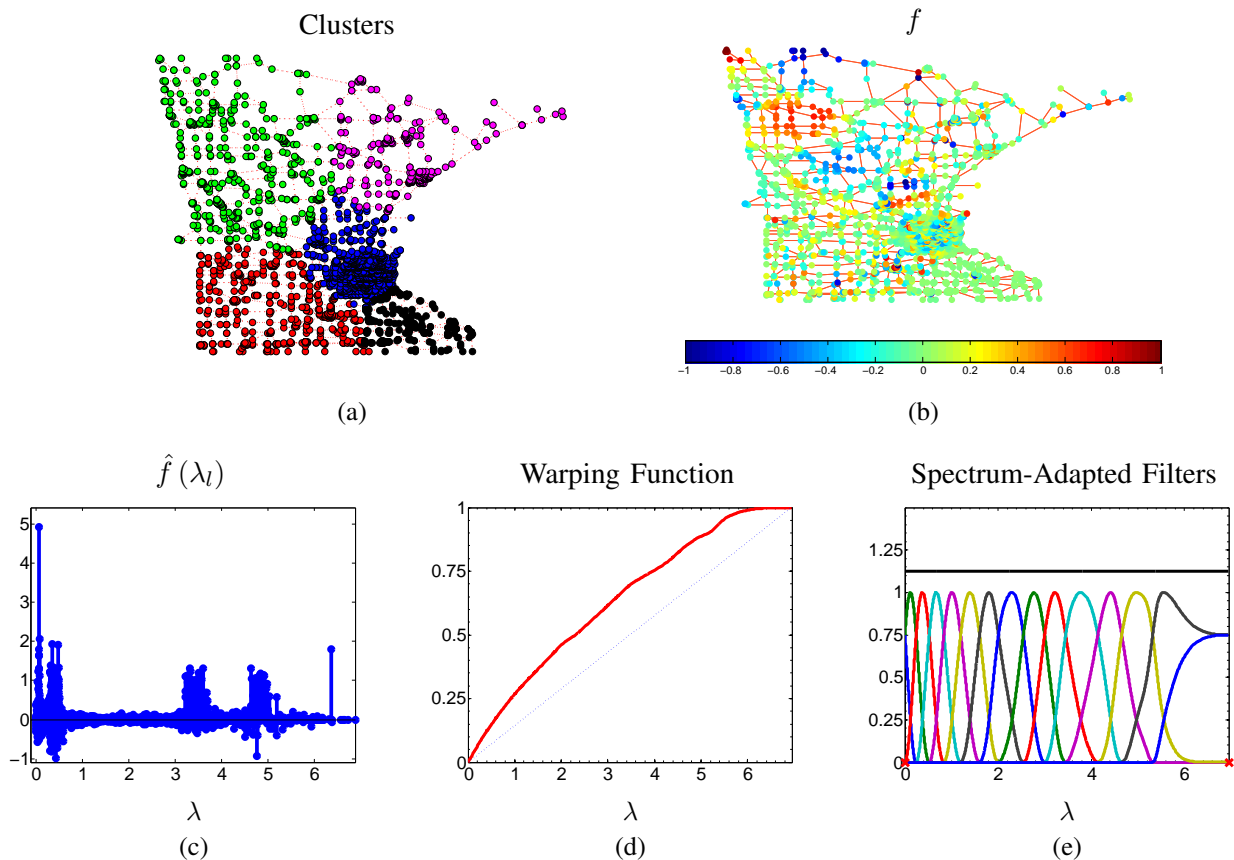 Clusters
f
−1 −0.8 −0.6 −0.4 −0.2 0 0.2 0.4 0.6 0.8 1
(a)
(b)
f̂ (λ_l)
5
4
3
2
1
0
−1
0 1 2 3 4 5 6
λ
(c)
Warping Function
1
0.75
0.5
0.25
0
0 1 2 3 4 5 6
λ
(d)
Spectrum-Adapted Filters
1.25
1
0.75
0.5
0.25
0
0 2 4 6
λ
(e)